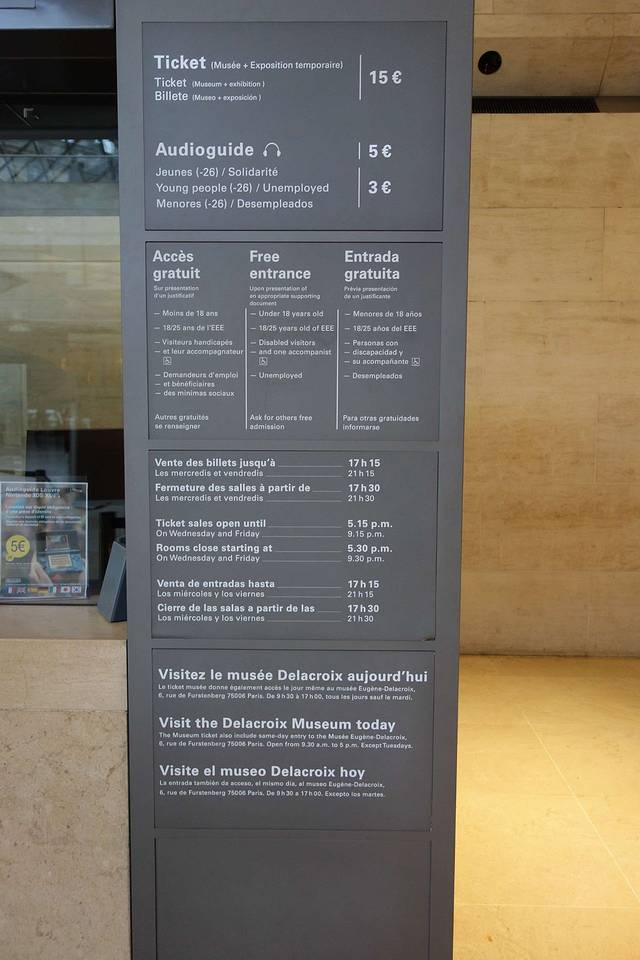 Ticket (Musée + Exposition temporaire)
Ticket (Museum + exhibition)
Billete (Museo + exposición)
15 €
Audioguide 5 €
Jeunes (-26) / Solidarité
Young people (-26) / Unemployed
Menores (-26) / Desempleados
3 €
Accès
gratuit
Sur présentation
d'un justificatif
— Moins de 18 ans
— 18/25 ans de l'EEE
— Visiteurs handicapés
— et leur accompagnateur
— Demandeurs d'emploi
— et bénéficiaires
— des minimas sociaux
Autres gratuités
se renseigner
Free
entrance
Upon presentation of
an appropriate supporting
document
— Under 18 years old
— 18/25 years old of EEE
— Disabled visitors
— and one accompanist
— Unemployed
Ask for others free
admission
Entrada
gratuita
Prévia presentación
de un justificante
— Menores de 18 años
— 18/25 años del EEE
— Personas con
— discapacidad y
— su acompañante
— Desempleados
Para otras gratuidades
informarse
Vente des billets jusqu'à 17 h 15
Les mercredis et vendredis 21 h 15
Fermeture des salles à partir de 17 h 30
Les mercredis et vendredis 21 h 30
Ticket sales open until 5.15 p.m.
On Wednesday and Friday 9.15 p.m.
Rooms close starting at 5.30 p.m.
On Wednesday and Friday 9.30 p.m.
Venta de entradas hasta 17 h 15
Los miércoles y los viernes 21 h 15
Cierre de las salas a partir de las 17 h 30
Los miércoles y los viernes 21 h 30
Audioguide Louvre
Nintendo 3DS XL
5€
Visitez le musée Delacroix aujourd'hui
Le ticket musée donne également accès le jour même au musée Eugène-Delacroix,
6, rue de Furstenberg 75006 Paris. De 9 h 30 à 17 h 00, tous les jours sauf le mardi.
Visit the Delacroix Museum today
The Museum ticket also include same-day entry to the Musée Eugène-Delacroix,
6, rue de Furstenberg 75006 Paris. Open from 9.30 a.m. to 5 p.m. Except Tuesdays.
Visite el museo Delacroix hoy
La entrada también da acceso, el mismo día, al museo Eugène-Delacroix,
6, rue de Furstenberg 75006 Paris. De 9 h 30 a 17 h 00. Excepto los martes.